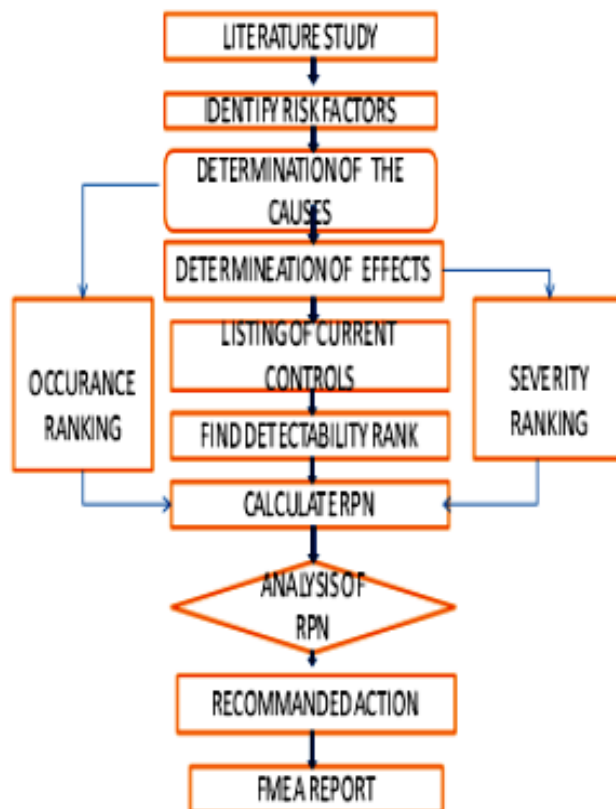 LITERATURE STUDY
IDENTIFY RISK FACTORS
DETERMINATION OF THE
CAUSES
DETERMINEATION OF EFFECTS
LISTING OF CURRENT
CONTROLS
OCCURANCE
RANKING
SEVERITY
RANKING
FIND DETECTABILITY RANK
CALCULATE RPN
ANALYSIS OF
RPN
RECOMMANDED ACTION
FMEA REPORT